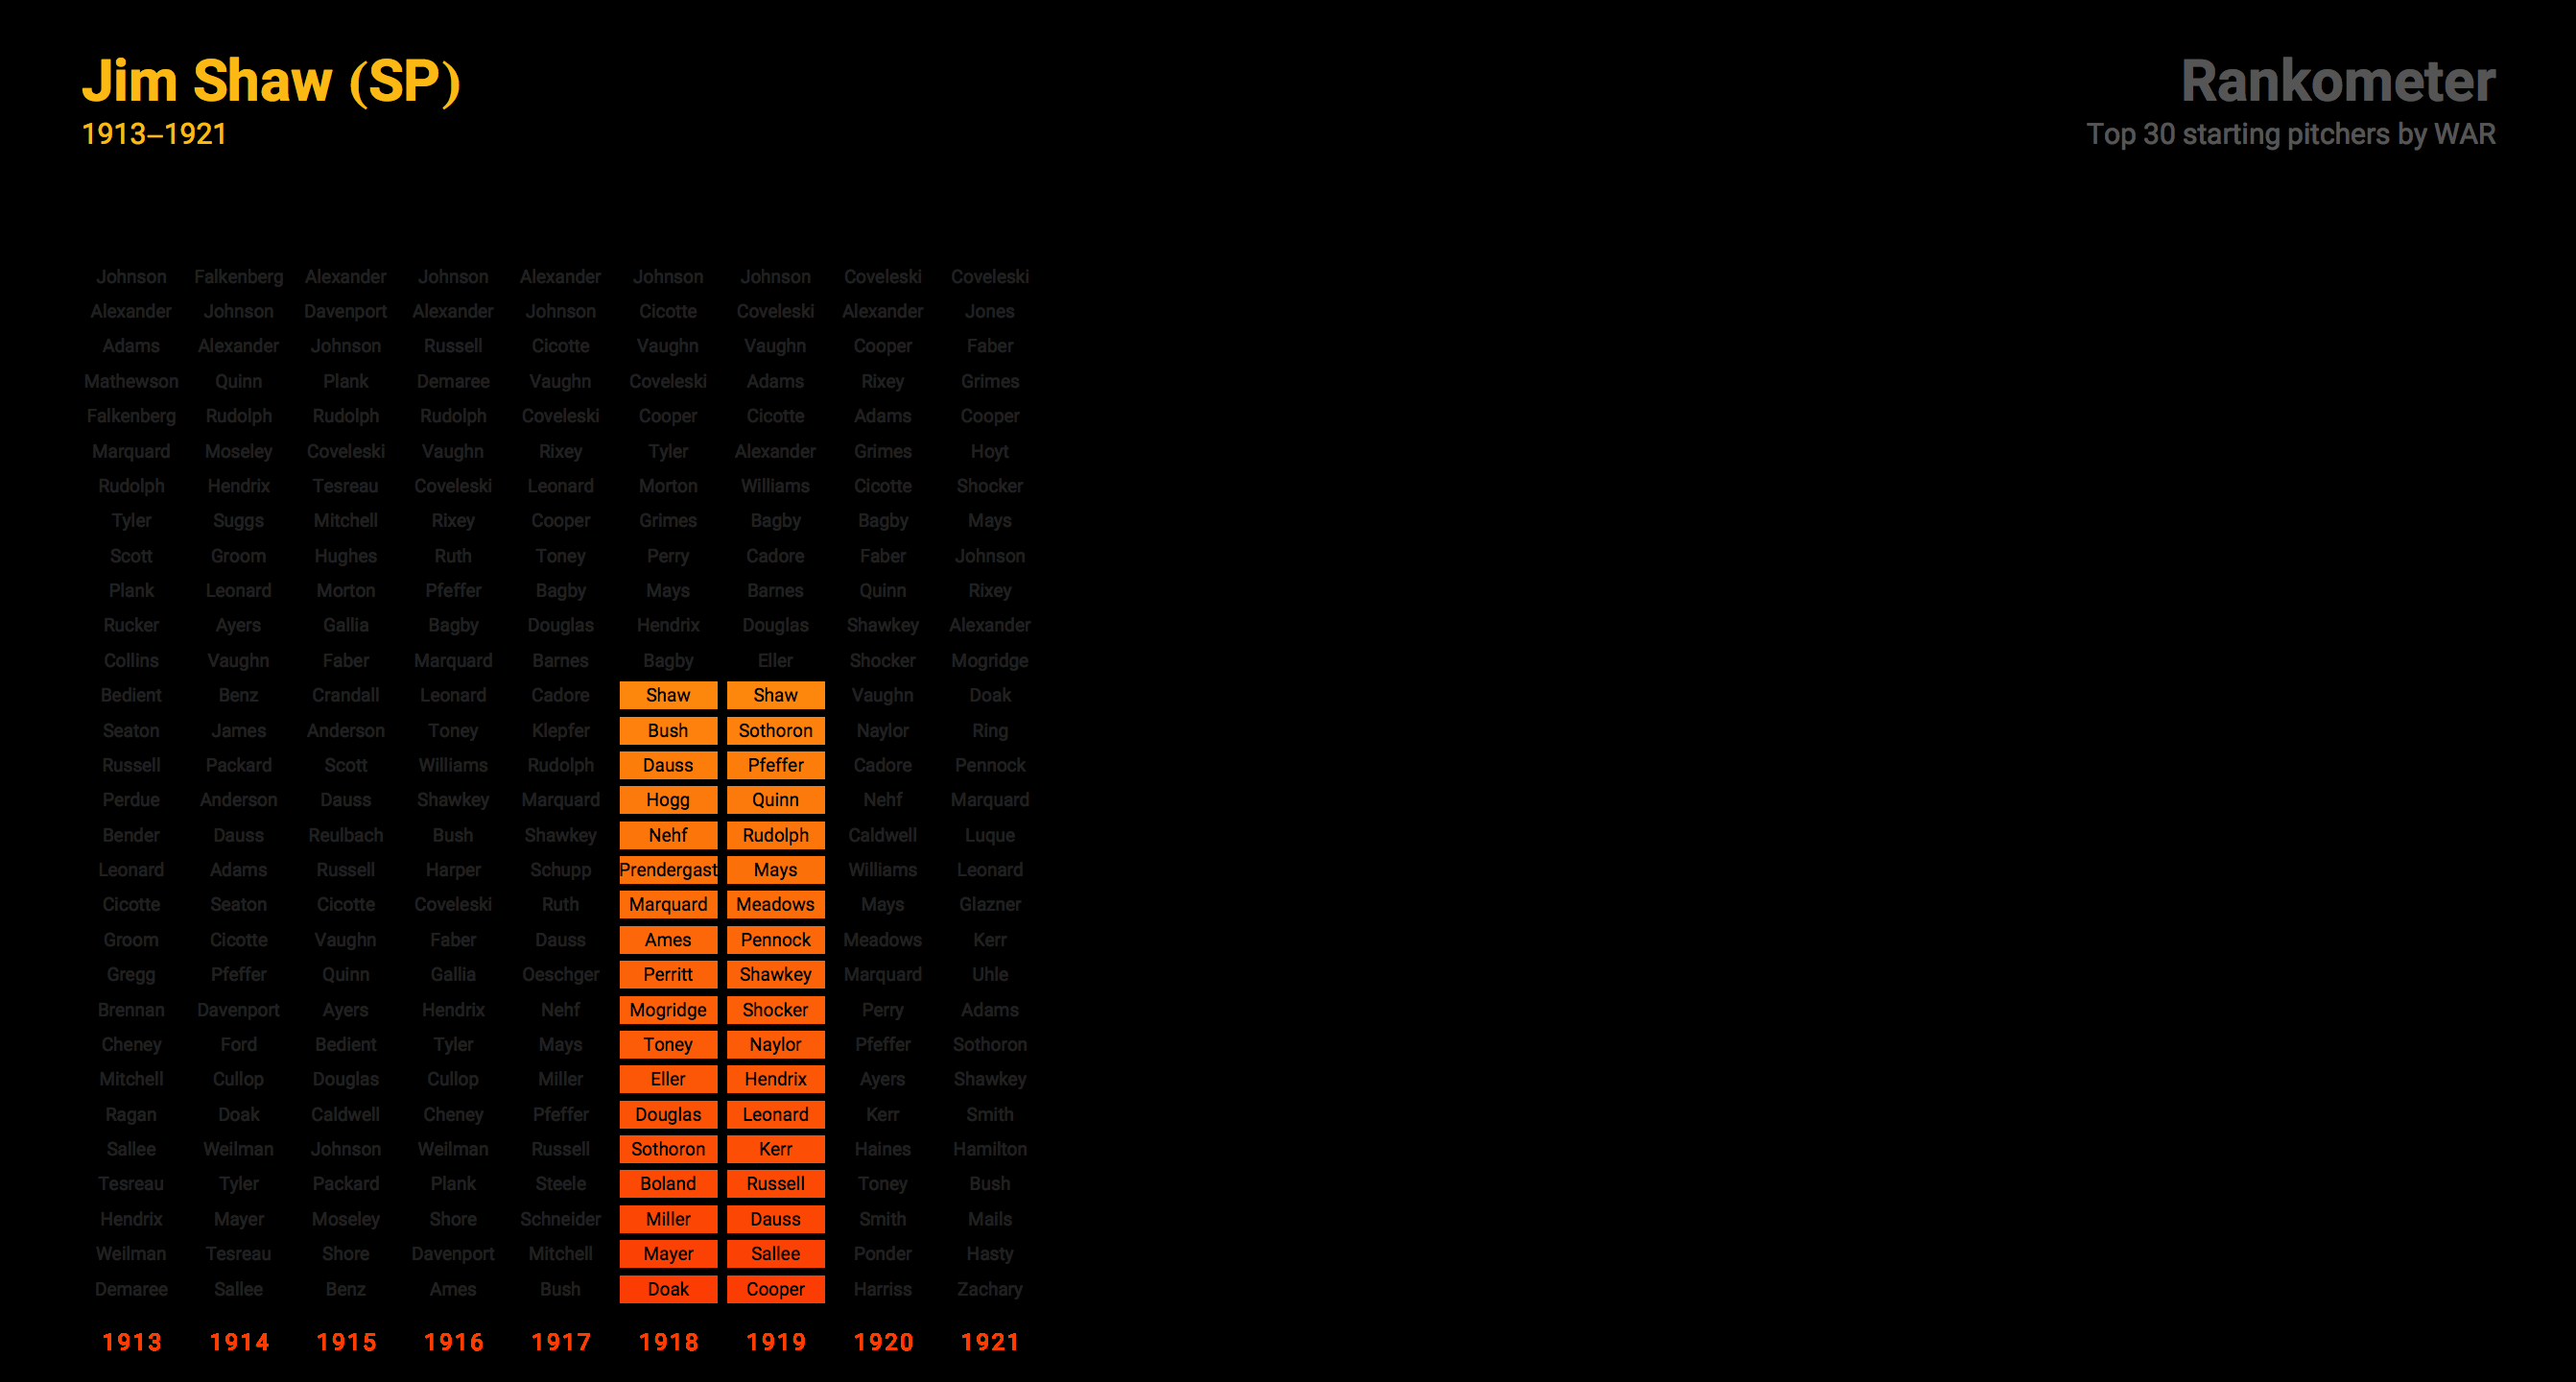 Jim Shaw (SP)
1913–1921
Rankometer
Top 30 starting pitchers by WAR
Johnson Falkenberg Alexander Johnson Alexander Johnson Johnson Coveleski Coveleski
Alexander Johnson Davenport Alexander Johnson Cicotte Coveleski Alexander Jones
Adams Alexander Johnson Russell Cicotte Vaughn Vaughn Cooper Faber
Mathewson Quinn Plank Demaree Vaughn Coveleski Adams Rixey Grimes
Falkenberg Rudolph Rudolph Rudolph Coveleski Cooper Cicotte Adams Cooper
Marquard Moseley Coveleski Vaughn Rixey Tyler Alexander Grimes Hoyt
Rudolph Hendrix Tesreau Coveleski Leonard Morton Williams Cicotte Shocker
Tyler Suggs Mitchell Rixey Cooper Grimes Bagby Bagby Mays
Scott Groom Hughes Ruth Toney Perry Cadore Faber Johnson
Plank Leonard Morton Pfeffer Bagby Mays Barnes Quinn Rixey
Rucker Ayers Gallia Bagby Douglas Hendrix Douglas Shawkey Alexander
Collins Vaughn Faber Marquard Barnes Bagby Eller Shocker Mogridge
Bedient Benz Crandall Leonard Cadore Shaw Shaw Vaughn Doak
Seaton James Anderson Toney Klepfer Bush Sothoron Naylor Ring
Russell Packard Scott Williams Rudolph Dauss Pfeffer Cadore Pennock
Perdue Anderson Dauss Shawkey Marquard Hogg Quinn Nehf Marquard
Bender Dauss Reulbach Bush Shawkey Nehf Rudolph Caldwell Luque
Leonard Adams Russell Harper Schupp Prendergast Mays Williams Leonard
Cicotte Seaton Cicotte Coveleski Ruth Marquard Meadows Mays Glazner
Groom Cicotte Vaughn Faber Dauss Ames Pennock Meadows Kerr
Gregg Pfeffer Quinn Gallia Oeschger Perritt Shawkey Marquard Uhle
Brennan Davenport Ayers Hendrix Nehf Mogridge Shocker Perry Adams
Cheney Ford Bedient Tyler Mays Toney Naylor Pfeffer Sothoron
Mitchell Cullop Douglas Cullop Miller Eller Hendrix Ayers Shawkey
Ragan Doak Caldwell Cheney Pfeffer Douglas Leonard Kerr Smith
Sallee Weilman Johnson Weilman Russell Sothoron Kerr Haines Hamilton
Tesreau Tyler Packard Plank Steele Boland Russell Toney Bush
Hendrix Mayer Moseley Shore Schneider Miller Dauss Smith Mails
Weilman Tesreau Shore Davenport Mitchell Mayer Sallee Ponder Hasty
Demaree Sallee Benz Ames Bush Doak Cooper Harriss Zachary
1913 1914 1915 1916 1917 1918 1919 1920 1921